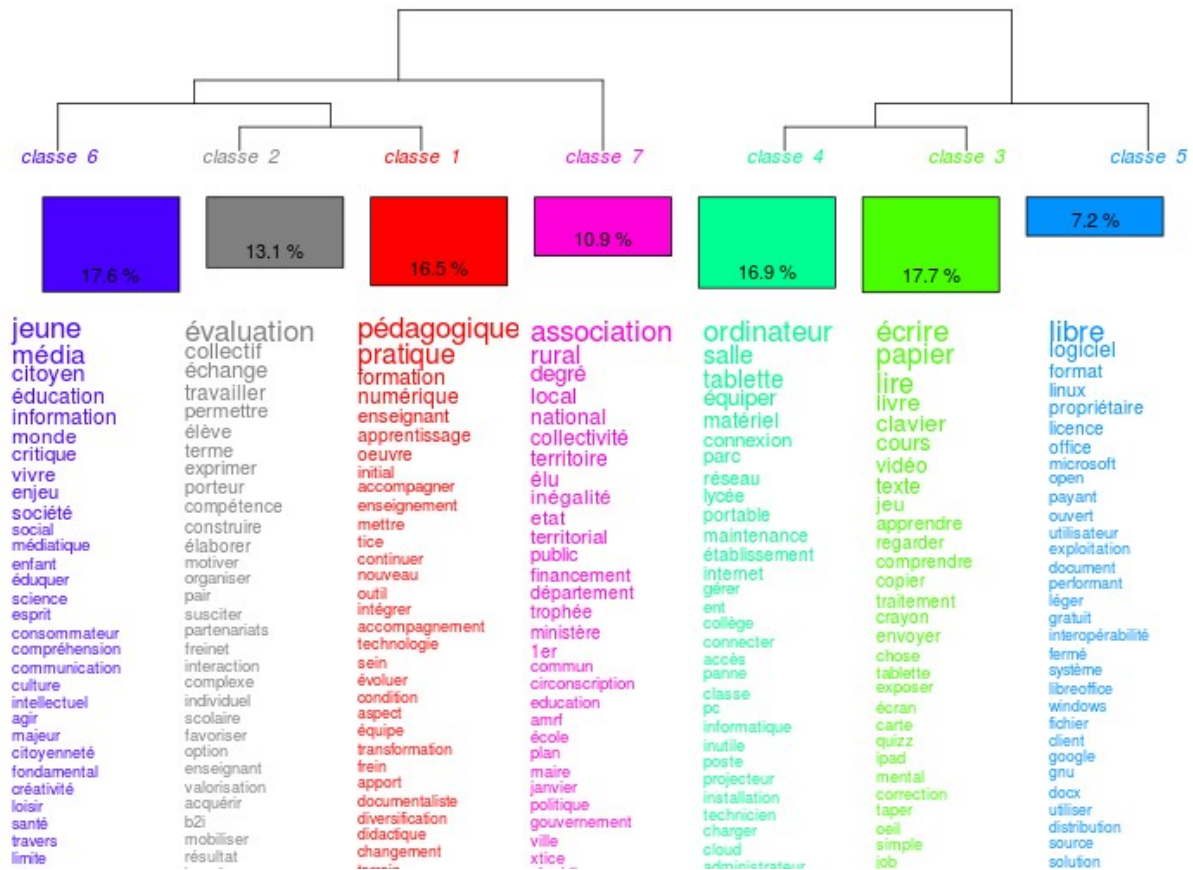 classe 6
classe 2
classe 1
classe 7
classe 4
classe 3
classe 5
17.6 %
13.1 %
16.5 %
10.9 %
16.9 %
17.7 %
7.2 %
jeune
média
citoyen
éducation
information
monde
critique
vivre
enjeu
société
social
médiatique
enfant
éduquer
science
esprit
consommateur
compréhension
communication
culture
intellectuel
agir
majeur
citoyenneté
fondamental
créativité
loisir
santé
travers
limite
évaluation
collectif
échange
travailler
permettre
élève
terme
exprimer
porteur
compétence
construire
élaborer
motiver
organiser
pair
susciter
partenariats
freinet
interaction
complexe
individuel
scolaire
favoriser
option
enseignant
valorisation
acquérir
b2i
mobiliser
résultat
pédagogique
pratique
formation
numérique
enseignant
apprentissage
oeuvre
initial
accompagner
enseignement
mettre
tice
continuer
nouveau
outil
intégrer
accompagnement
technologie
sein
évoluer
condition
aspect
équipe
transformation
frein
apport
documentaliste
diversification
didactique
changement
association
rural
degré
local
national
collectivité
territoire
élu
inégalité
etat
territorial
public
financement
département
trophée
ministère
1er
commun
circonscription
education
amrf
école
plan
maire
janvier
politique
gouvernement
ville
xtice
ordinateur
salle
tablette
équiper
matériel
connexion
parc
réseau
lycée
portable
maintenance
établissement
internet
gérer
ent
collège
connecter
accès
panne
classe
pc
informatique
inutile
poste
projecteur
installation
technicien
charger
cloud
administrateur
écrire
papier
lire
livre
clavier
cours
vidéo
texte
jeu
apprendre
regarder
comprendre
copier
traitement
crayon
envoyer
chose
tablette
exposer
écran
carte
quizz
ipad
mental
correction
taper
oeil
simple
job
libre
logiciel
format
linux
propriétaire
licence
office
microsoft
open
payant
ouvert
utilisateur
exploitation
document
performant
léger
gratuit
interopérabilité
fermé
système
libreoffice
windows
fichier
client
google
gnu
docx
utiliser
distribution
source
solution